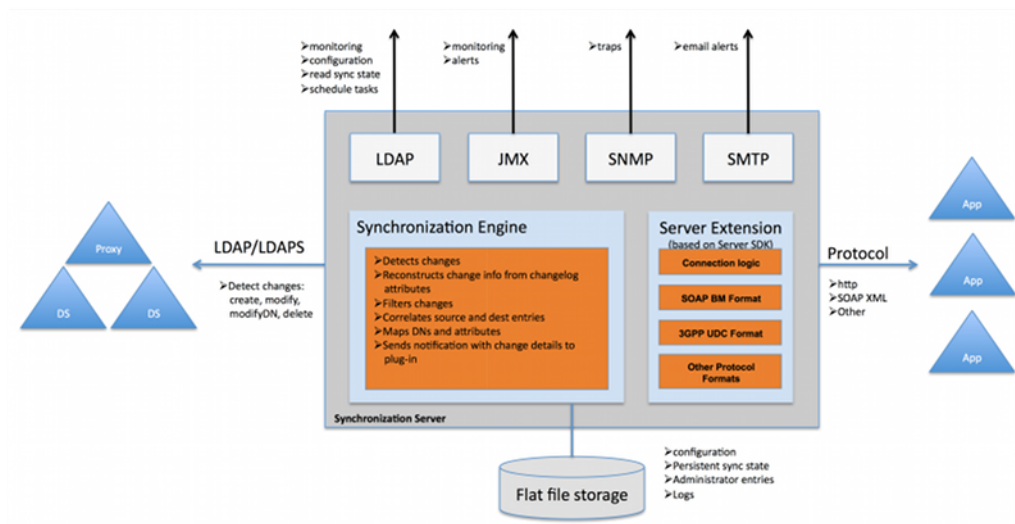 ➤monitoring
➤configuration
➤read sync state
➤schedule tasks
➤monitoring
➤alerts
➤traps
➤email alerts
LDAP
JMX
SNMP
SMTP
Proxy
DS
DS
LDAP/LDAPS
➤Detect changes:
create, modify,
modifyDN, delete
Synchronization Engine
➤Detects changes
➤Reconstructs change info from changelog
attributes
➤Filters changes
➤Correlates source and dest entries
➤Maps DNs and attributes
➤Sends notification with change details to
plug-in
Server Extension
(based on Server SDK)
Connection logic
SOAP BM Format
3GPP UDC Format
Other Protocol
Formats
Synchronization Server
Protocol
➤http
➤SOAP XML
➤Other
App
App
App
Flat file storage
➤configuration
➤Persistent sync state
➤Administrator entries
➤Logs